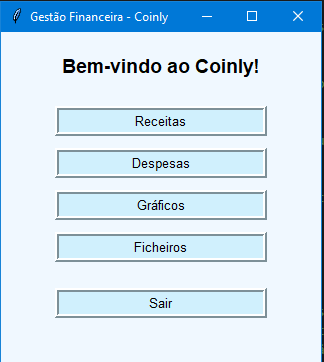 Gestão Financeira - Coinly
Bem-vindo ao Coinly!
Receitas
Despesas
Gráficos
Ficheiros
Sair